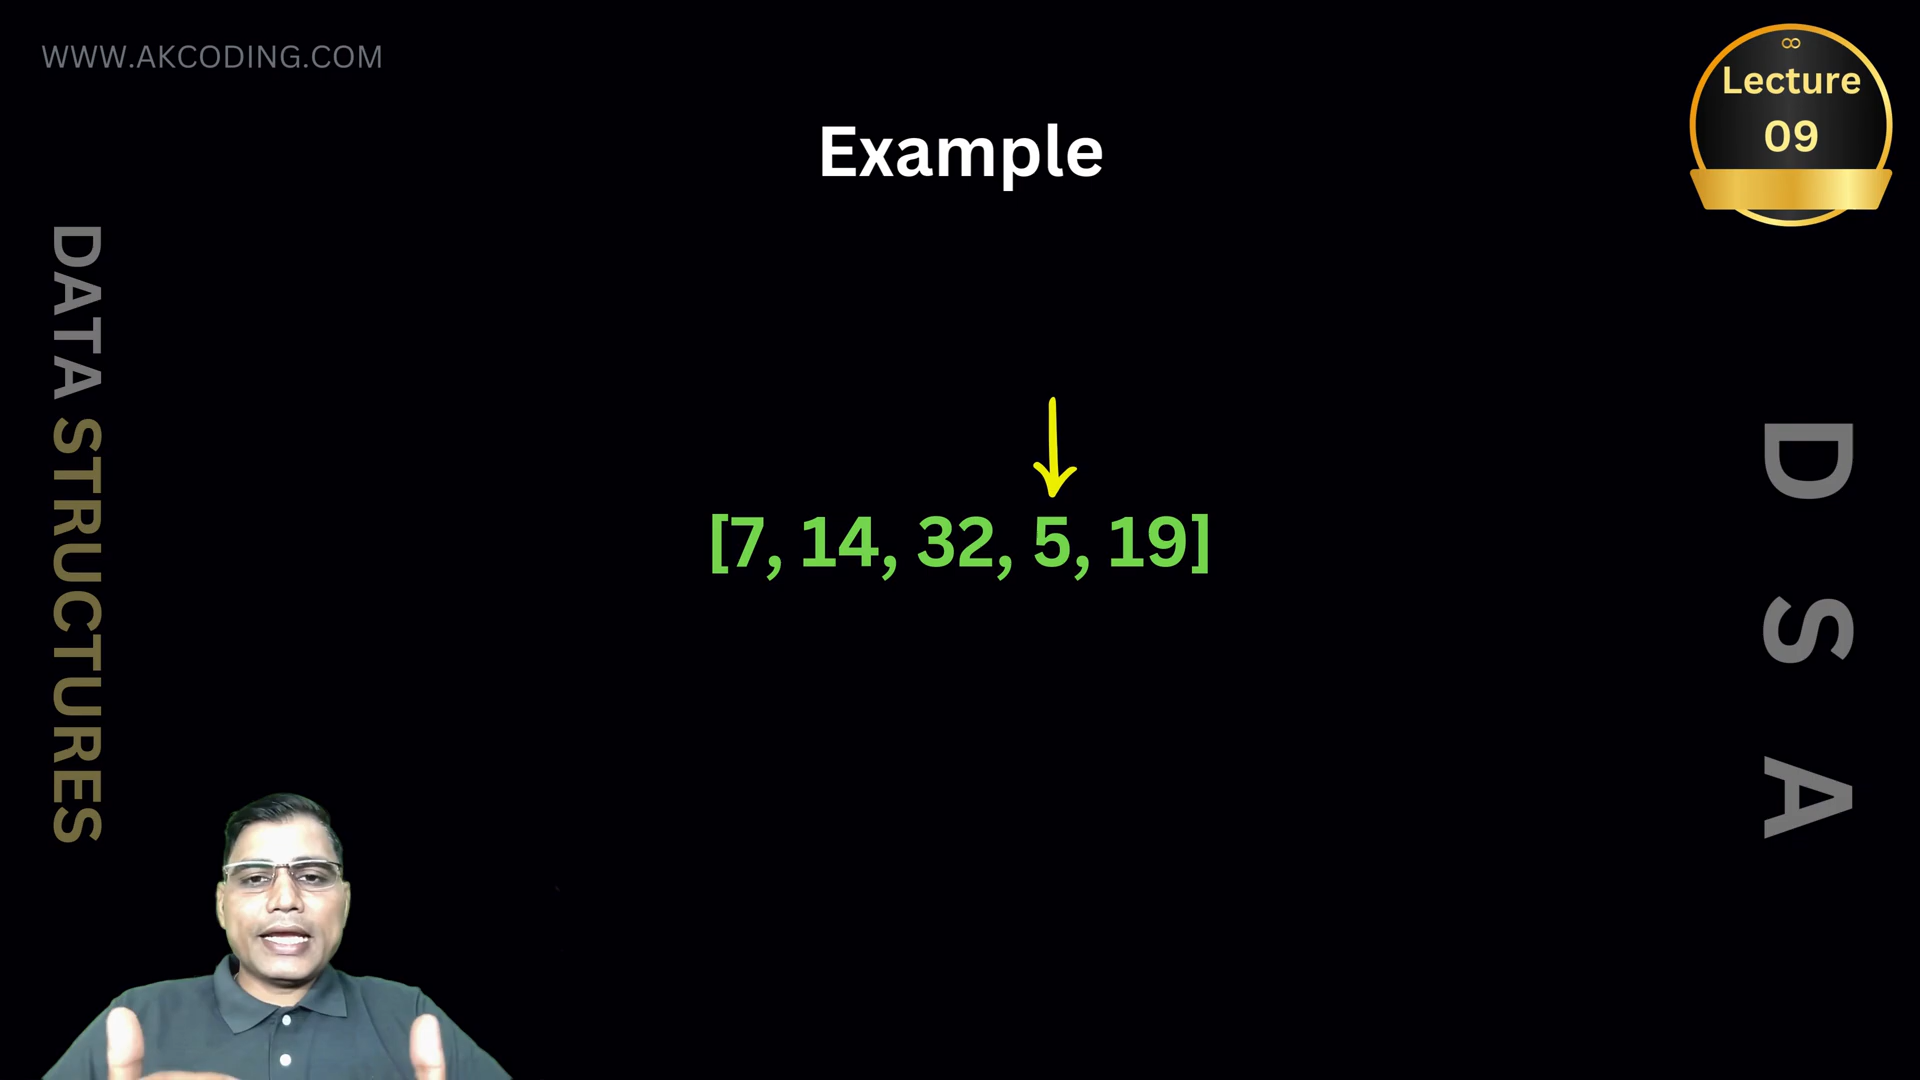 WWW.AKCODING.COM
Lecture
09
Example
DATA STRUCTURES
[7, 14, 32, 5, 19]
D S A